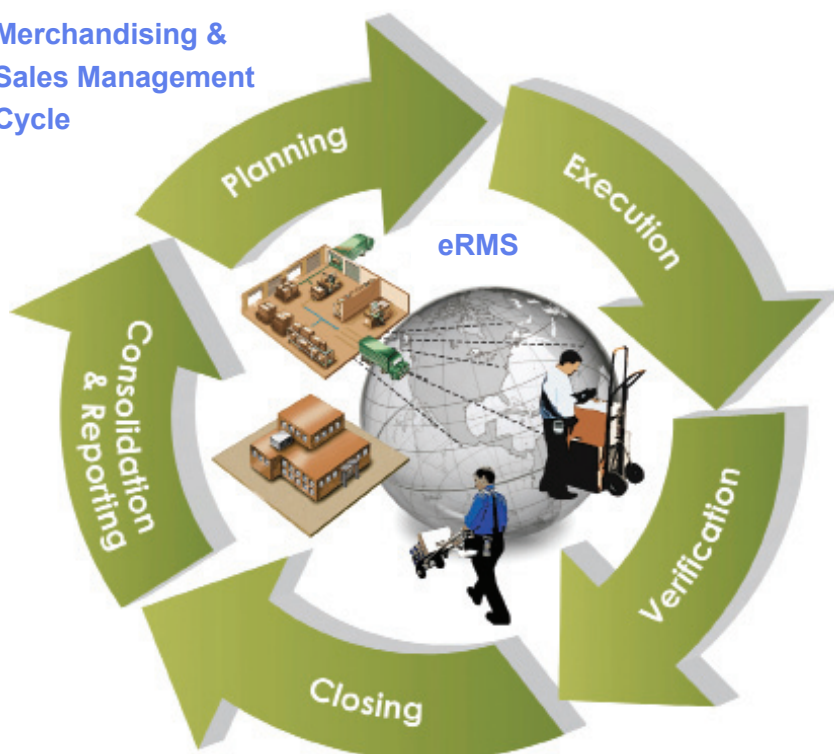 Merchandising &
Sales Management
Cycle
Planning
Execution
eRMS
Consolidation
& Reporting
Verification
Closing